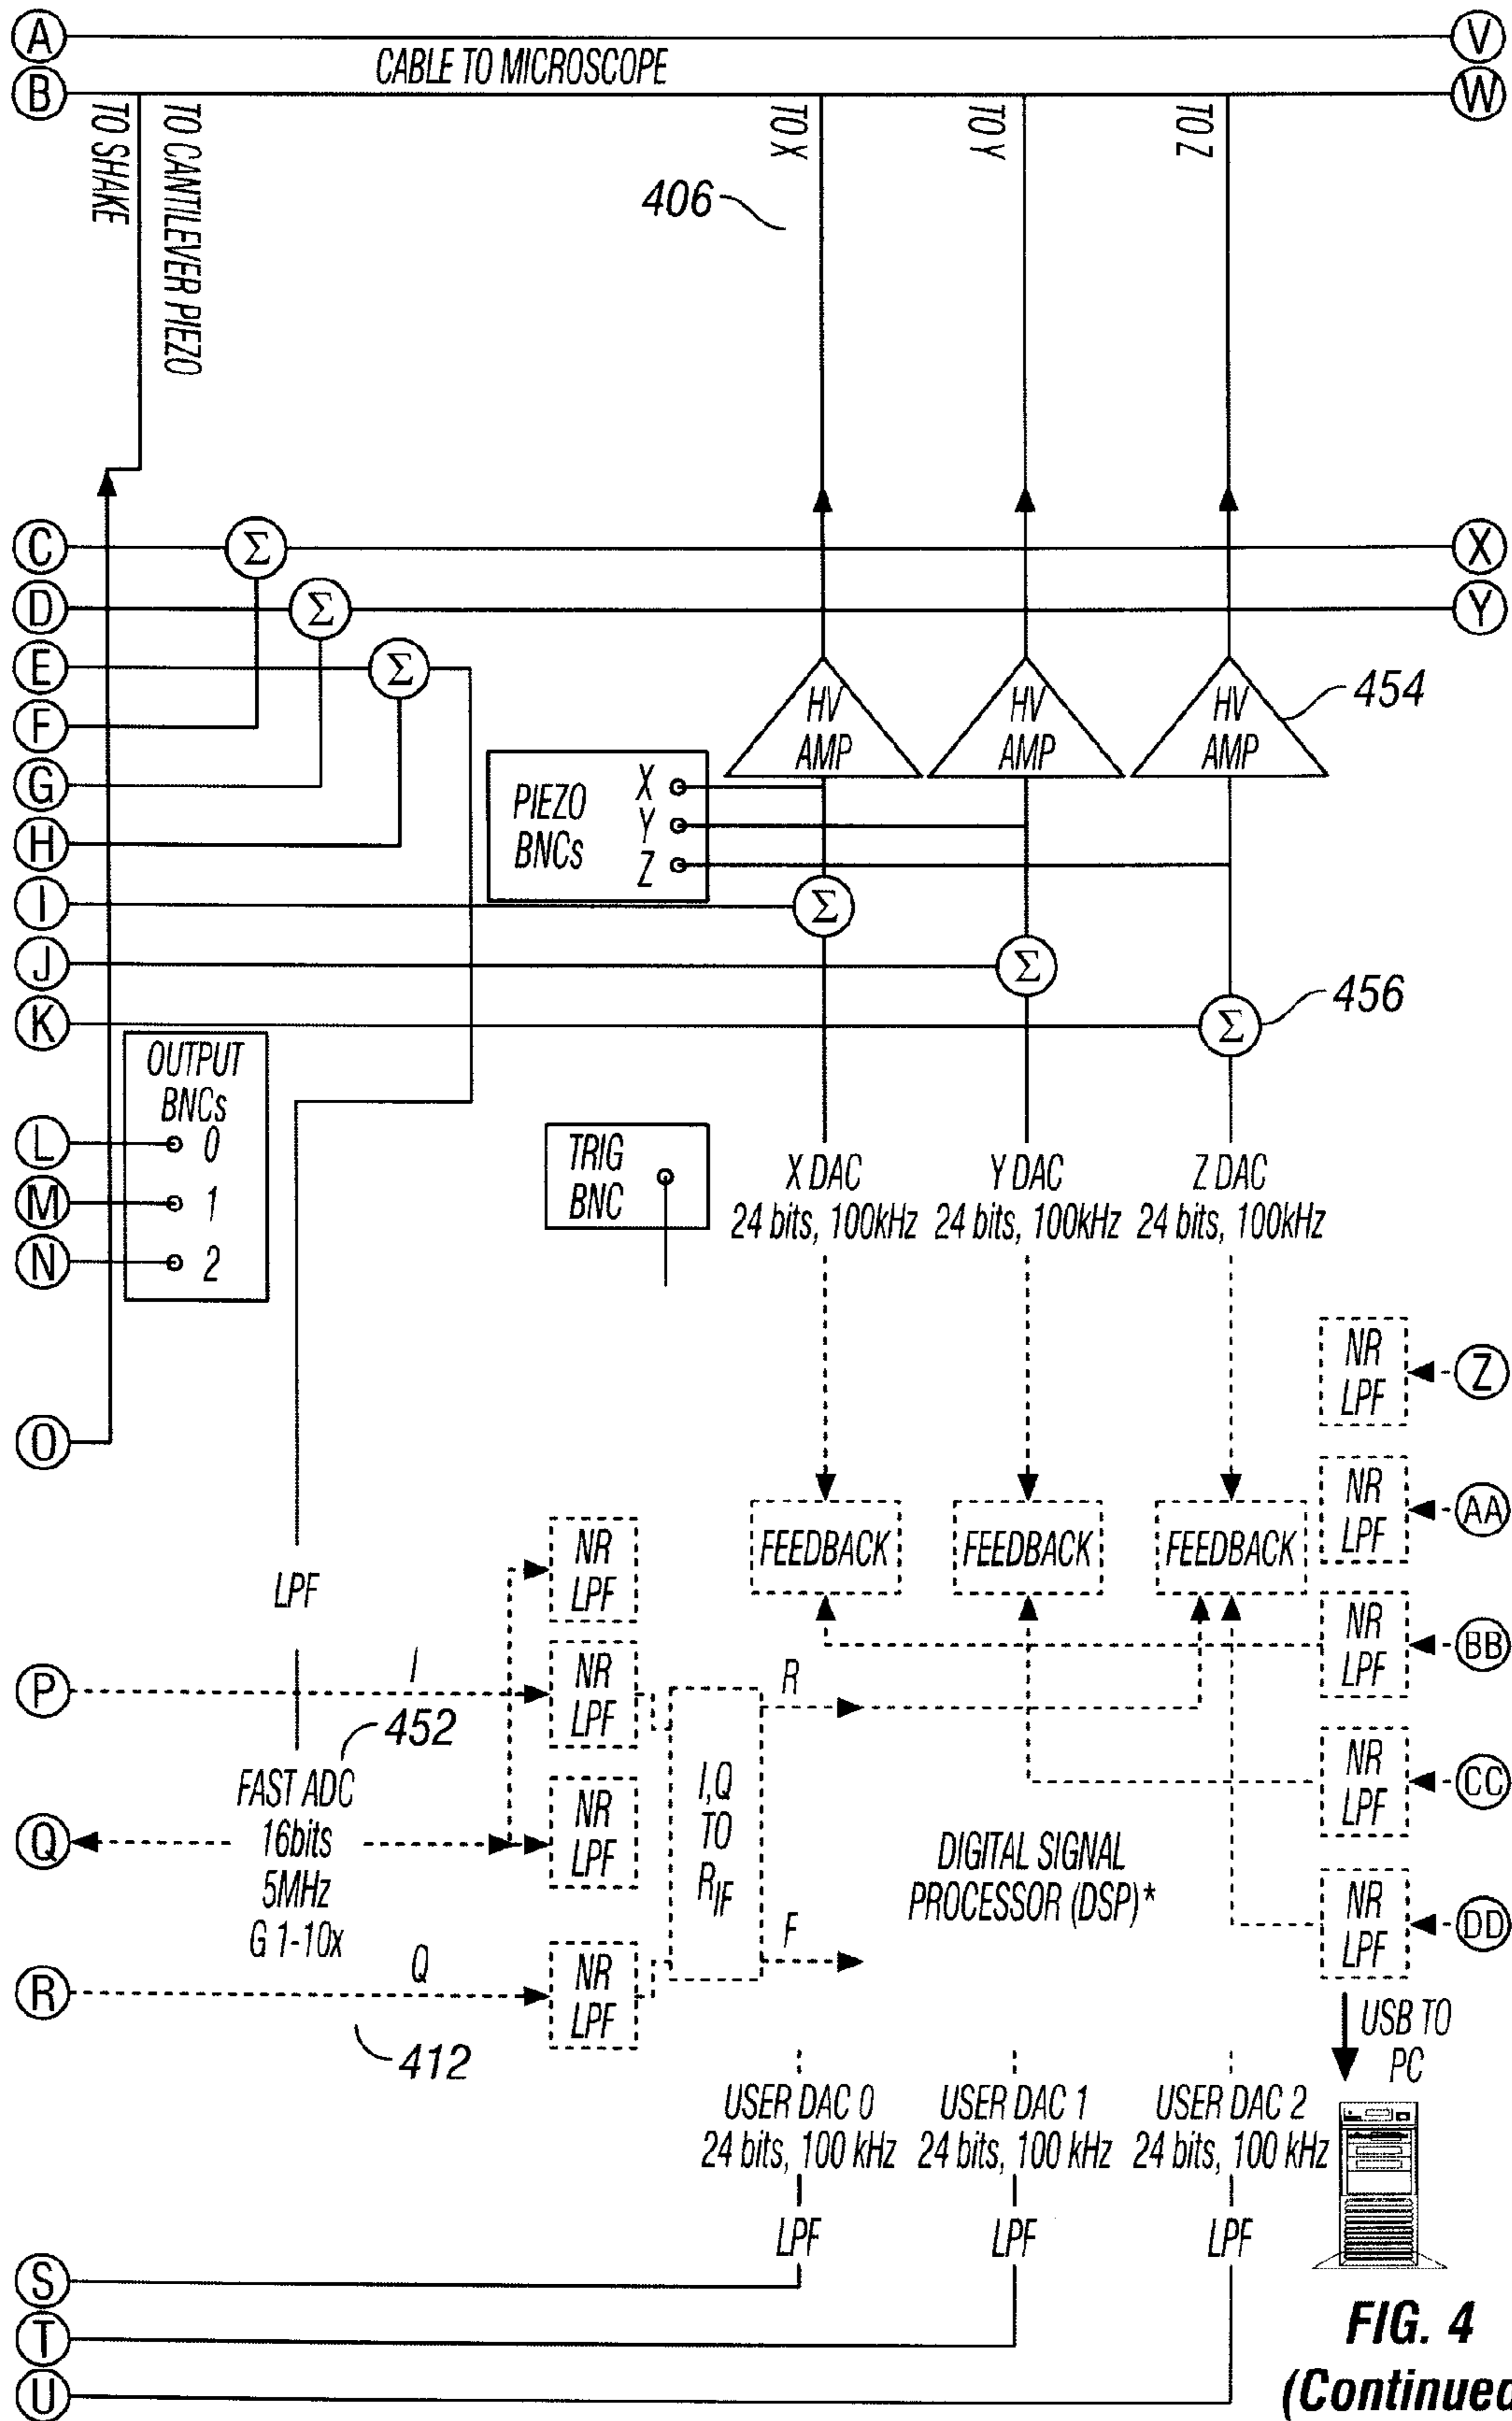 A
V
CABLE TO MICROSCOPE
B
W
TO SHAKE
TO CANTILEVER PIEZO
TO X
TO Y
TO Z
406
C
Σ
X
D
Σ
Y
E
Σ
F
G
H
HV
AMP
HV
AMP
HV
AMP
454
PIEZO
BNCs
X
Y
Z
I
Σ
J
Σ
K
Σ
456
OUTPUT
BNCs
L
0
M
1
N
2
TRIG
BNC
X DAC
24 bits, 100kHz
Y DAC
24 bits, 100kHz
Z DAC
24 bits, 100kHz
O
NR
LPF
Z
NR
LPF
AA
FEEDBACK
FEEDBACK
FEEDBACK
LPF
NR
LPF
NR
LPF
BB
P
I
NR
LPF
R
452
FAST ADC
16bits
5MHz
G 1-10x
Q
NR
LPF
I,Q
TO
RIF
NR
LPF
CC
DIGITAL SIGNAL
PROCESSOR (DSP)*
F
NR
LPF
DD
R
Q
NR
LPF
412
USB TO
PC
USER DAC 0
24 bits, 100 kHz
USER DAC 1
24 bits, 100 kHz
USER DAC 2
24 bits, 100 kHz
LPF
LPF
LPF
S
T
U
FIG. 4
(Continued